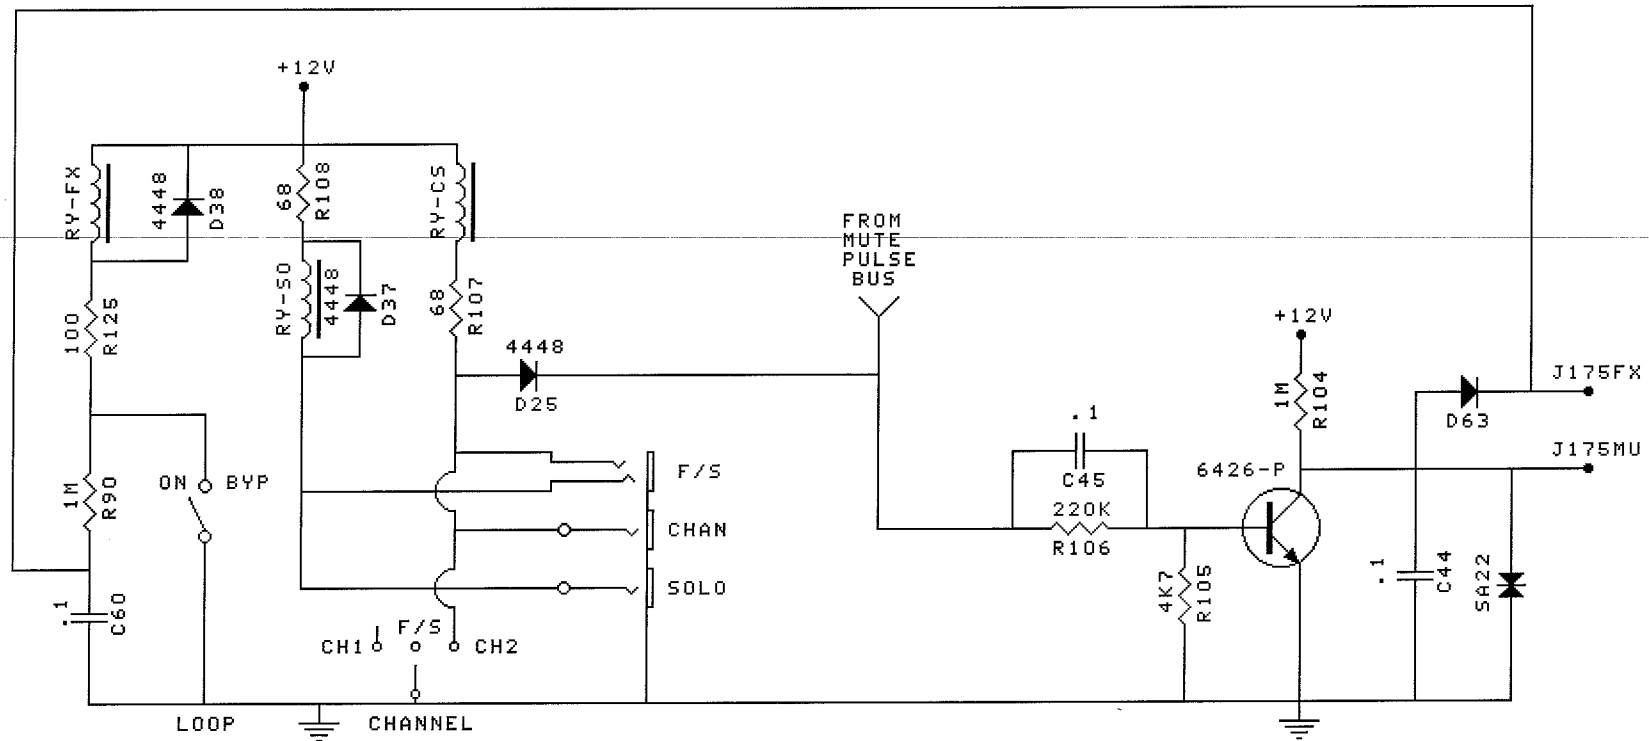 +12V
RY-FX
4448
D38
68
R108
RY-CS
FROM
MUTE
PULSE
BUS
RY-SO
4448
D37
68
R107
100
R125
+12V
4448
D25
1M
R104
J175FX
D63
.1
C45
J175MU
6426-P
F/S
1M
R90
ON
BYP
220K
R106
CHAN
4K7
R105
.1
C44
SA22
SOLO
.1
C60
F/S
CH1
CH2
LOOP
CHANNEL